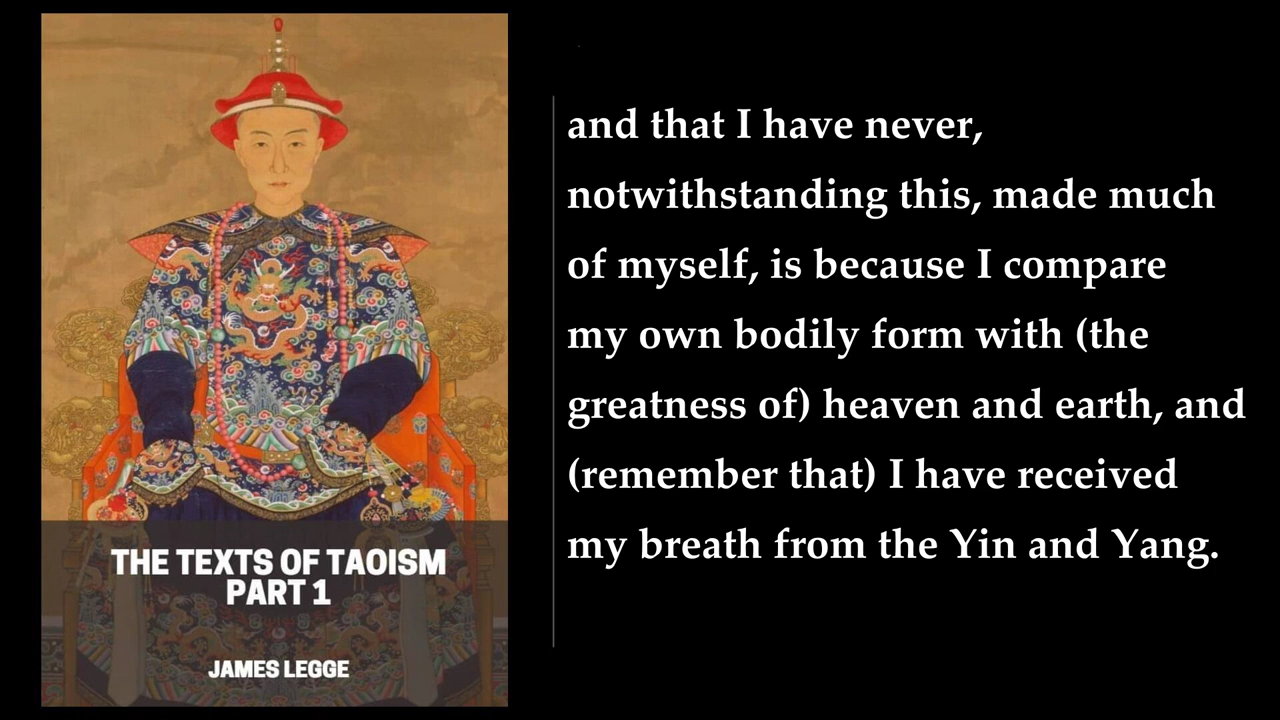 THE TEXTS OF TAOISM
PART 1
JAMES LEGGE
and that I have never,
notwithstanding this, made much
of myself, is because I compare
my own bodily form with (the
greatness of) heaven and earth, and
(remember that) I have received
my breath from the Yin and Yang.